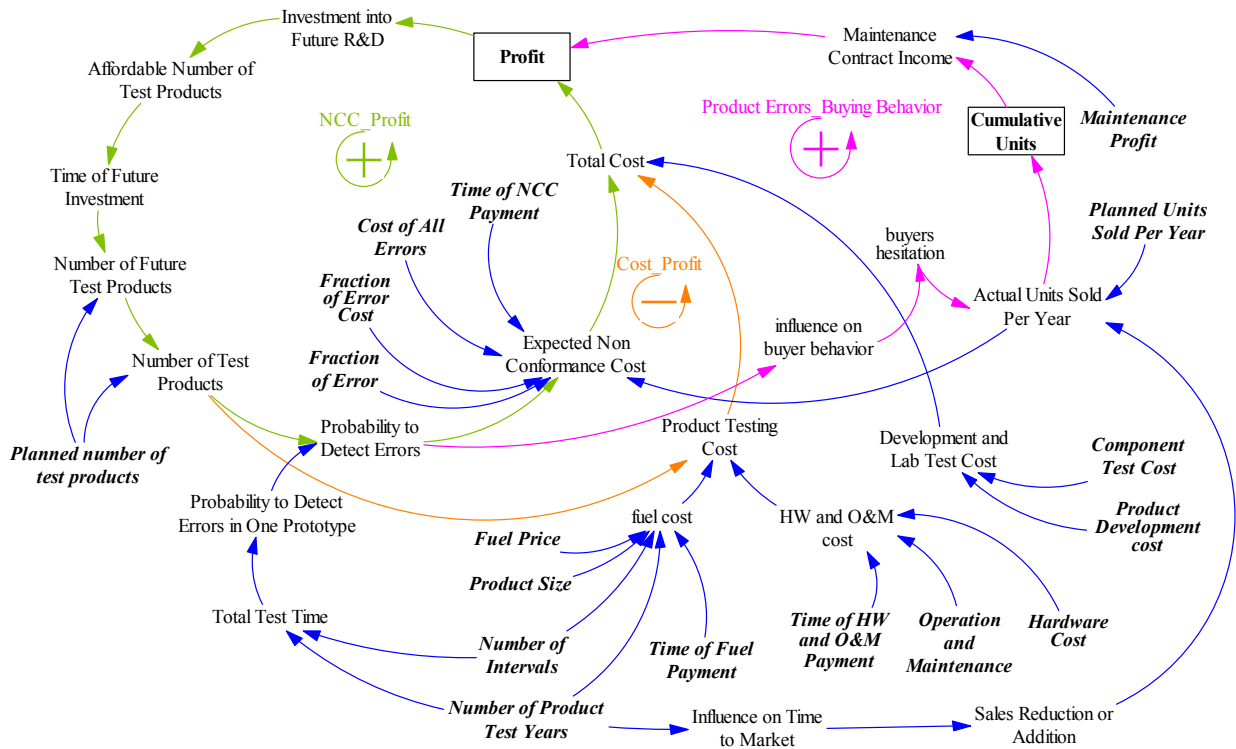 Investment into
Future R&D
Profit
Maintenance
Contract Income
Affordable Number of
Test Products
NCC_Profit
Product Errors_Buying Behavior
Cumulative
Units
Maintenance
Profit
Total Cost
Time of Future
Investment
Time of NCC
Payment
Cost of All
Errors
Planned Units
Sold Per Year
buyers
hesitation
Number of Future
Test Products
Fraction
of Error
Cost
Cost_Profit
Actual Units Sold
Per Year
influence on
buyer behavior
Expected Non
Conformance Cost
Number of Test
Products
Fraction
of Error
Probability to
Detect Errors
Product Testing
Cost
Development and
Lab Test Cost
Component
Test Cost
Planned number of
test products
Probability to Detect
Errors in One Prototype
fuel cost
HW and O&M
cost
Product
Development
cost
Fuel Price
Product Size
Total Test Time
Number of
Intervals
Time of Fuel
Payment
Time of HW
and O&M
Payment
Operation
and
Maintenance
Hardware
Cost
Number of Product
Test Years
Influence on Time
to Market
Sales Reduction or
Addition